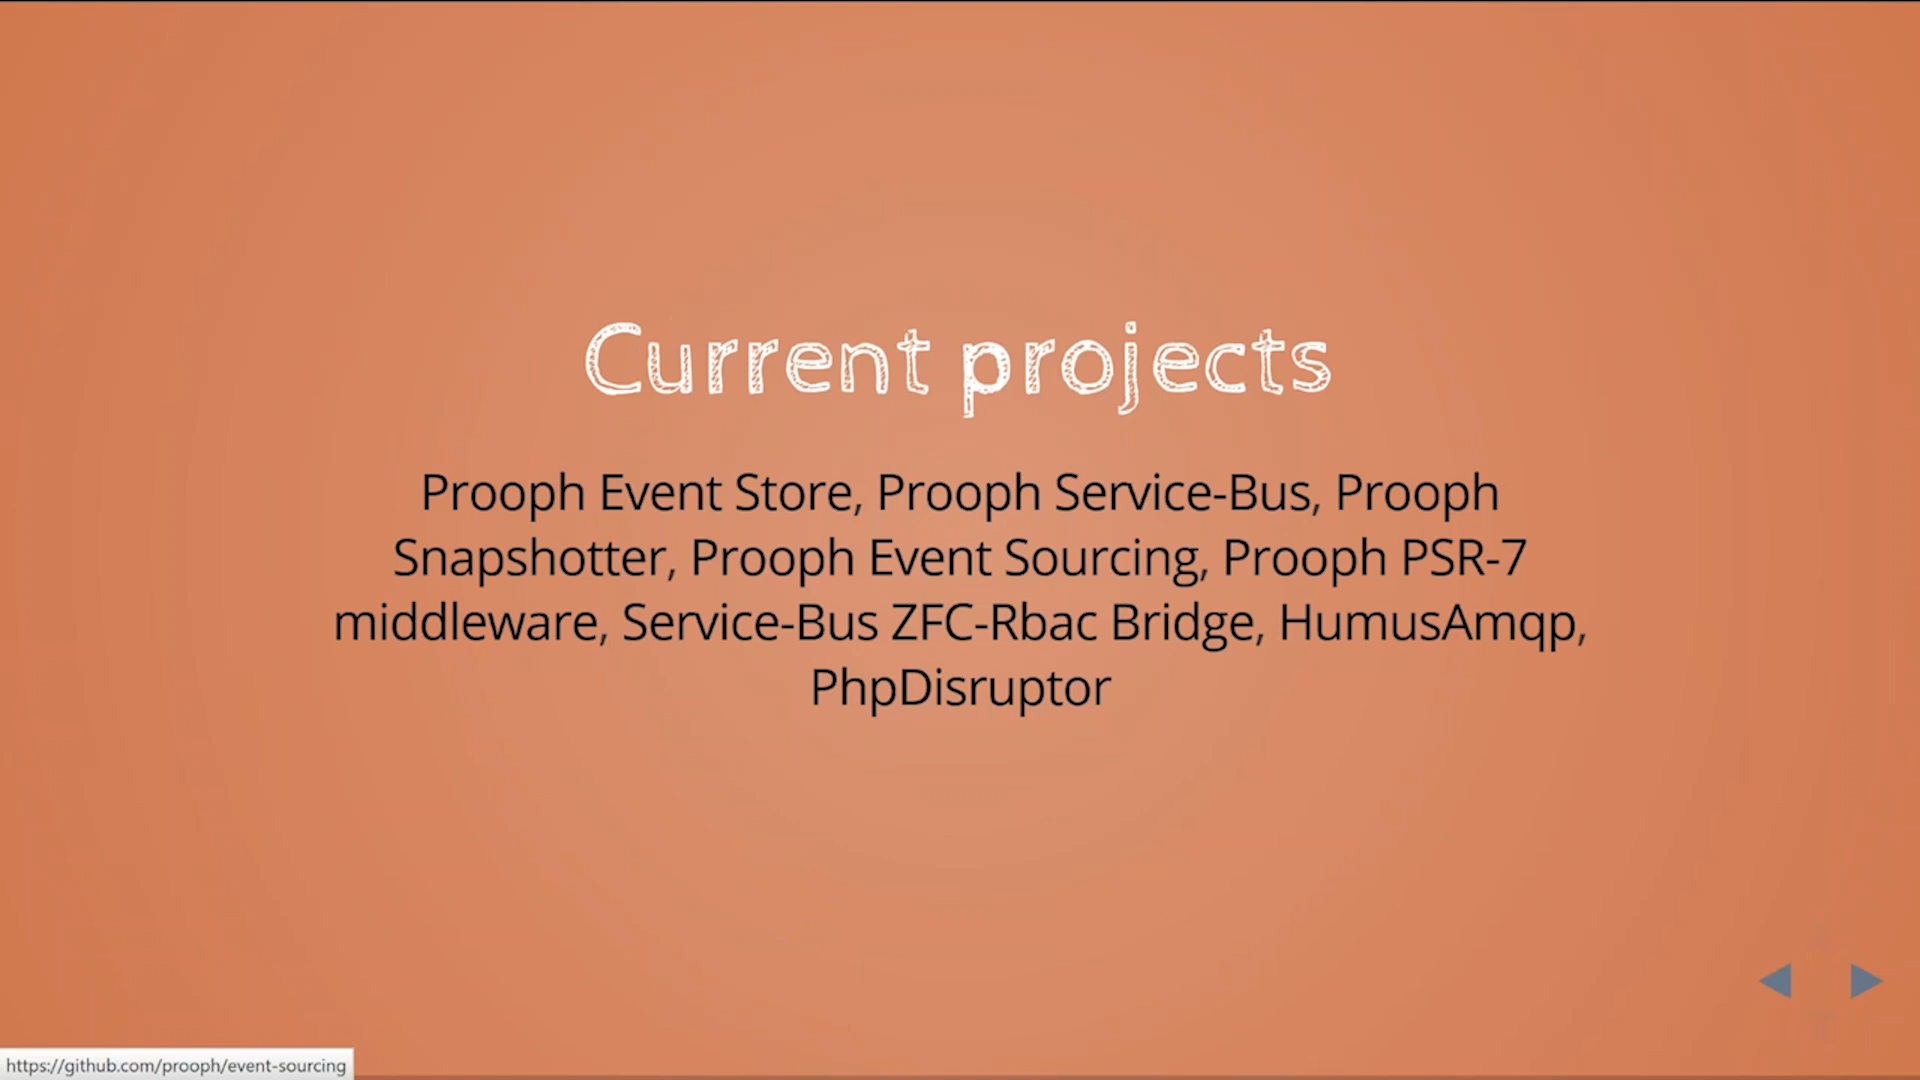 Current projects
Prooph Event Store, Prooph Service-Bus, Prooph
Snapshotter, Prooph Event Sourcing, Prooph PSR-7
middleware, Service-Bus ZFC-Rbac Bridge, HumusAmqp,
PhpDisruptor
https://github.com/prooph/event-sourcing